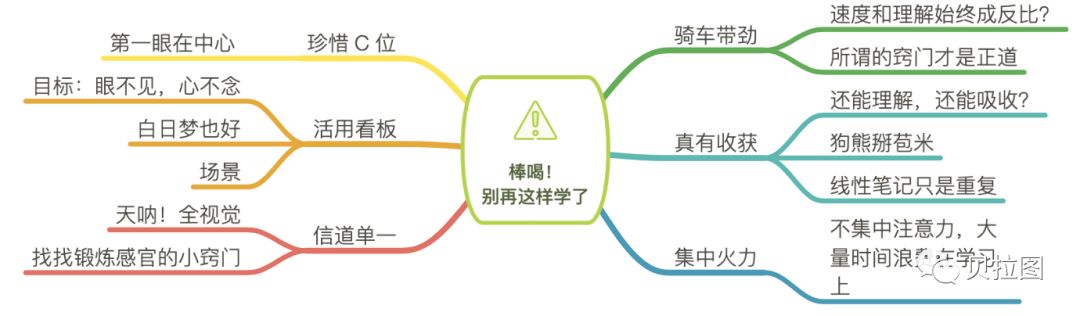 棒喝！
别再这样学了
骑车带劲
速度和理解始终成反比？
所谓的窍门才是正道
真有收获
还能理解，还能吸收？
狗熊掰苞米
线性笔记只是重复
集中火力
不集中注意力，大
量时间浪费在学习
上
珍惜 C 位
第一眼在中心
活用看板
目标：眼不见，心不念
白日梦也好
场景
信道单一
天呐！全视觉
找找锻炼感官的小窍门
贝拉图